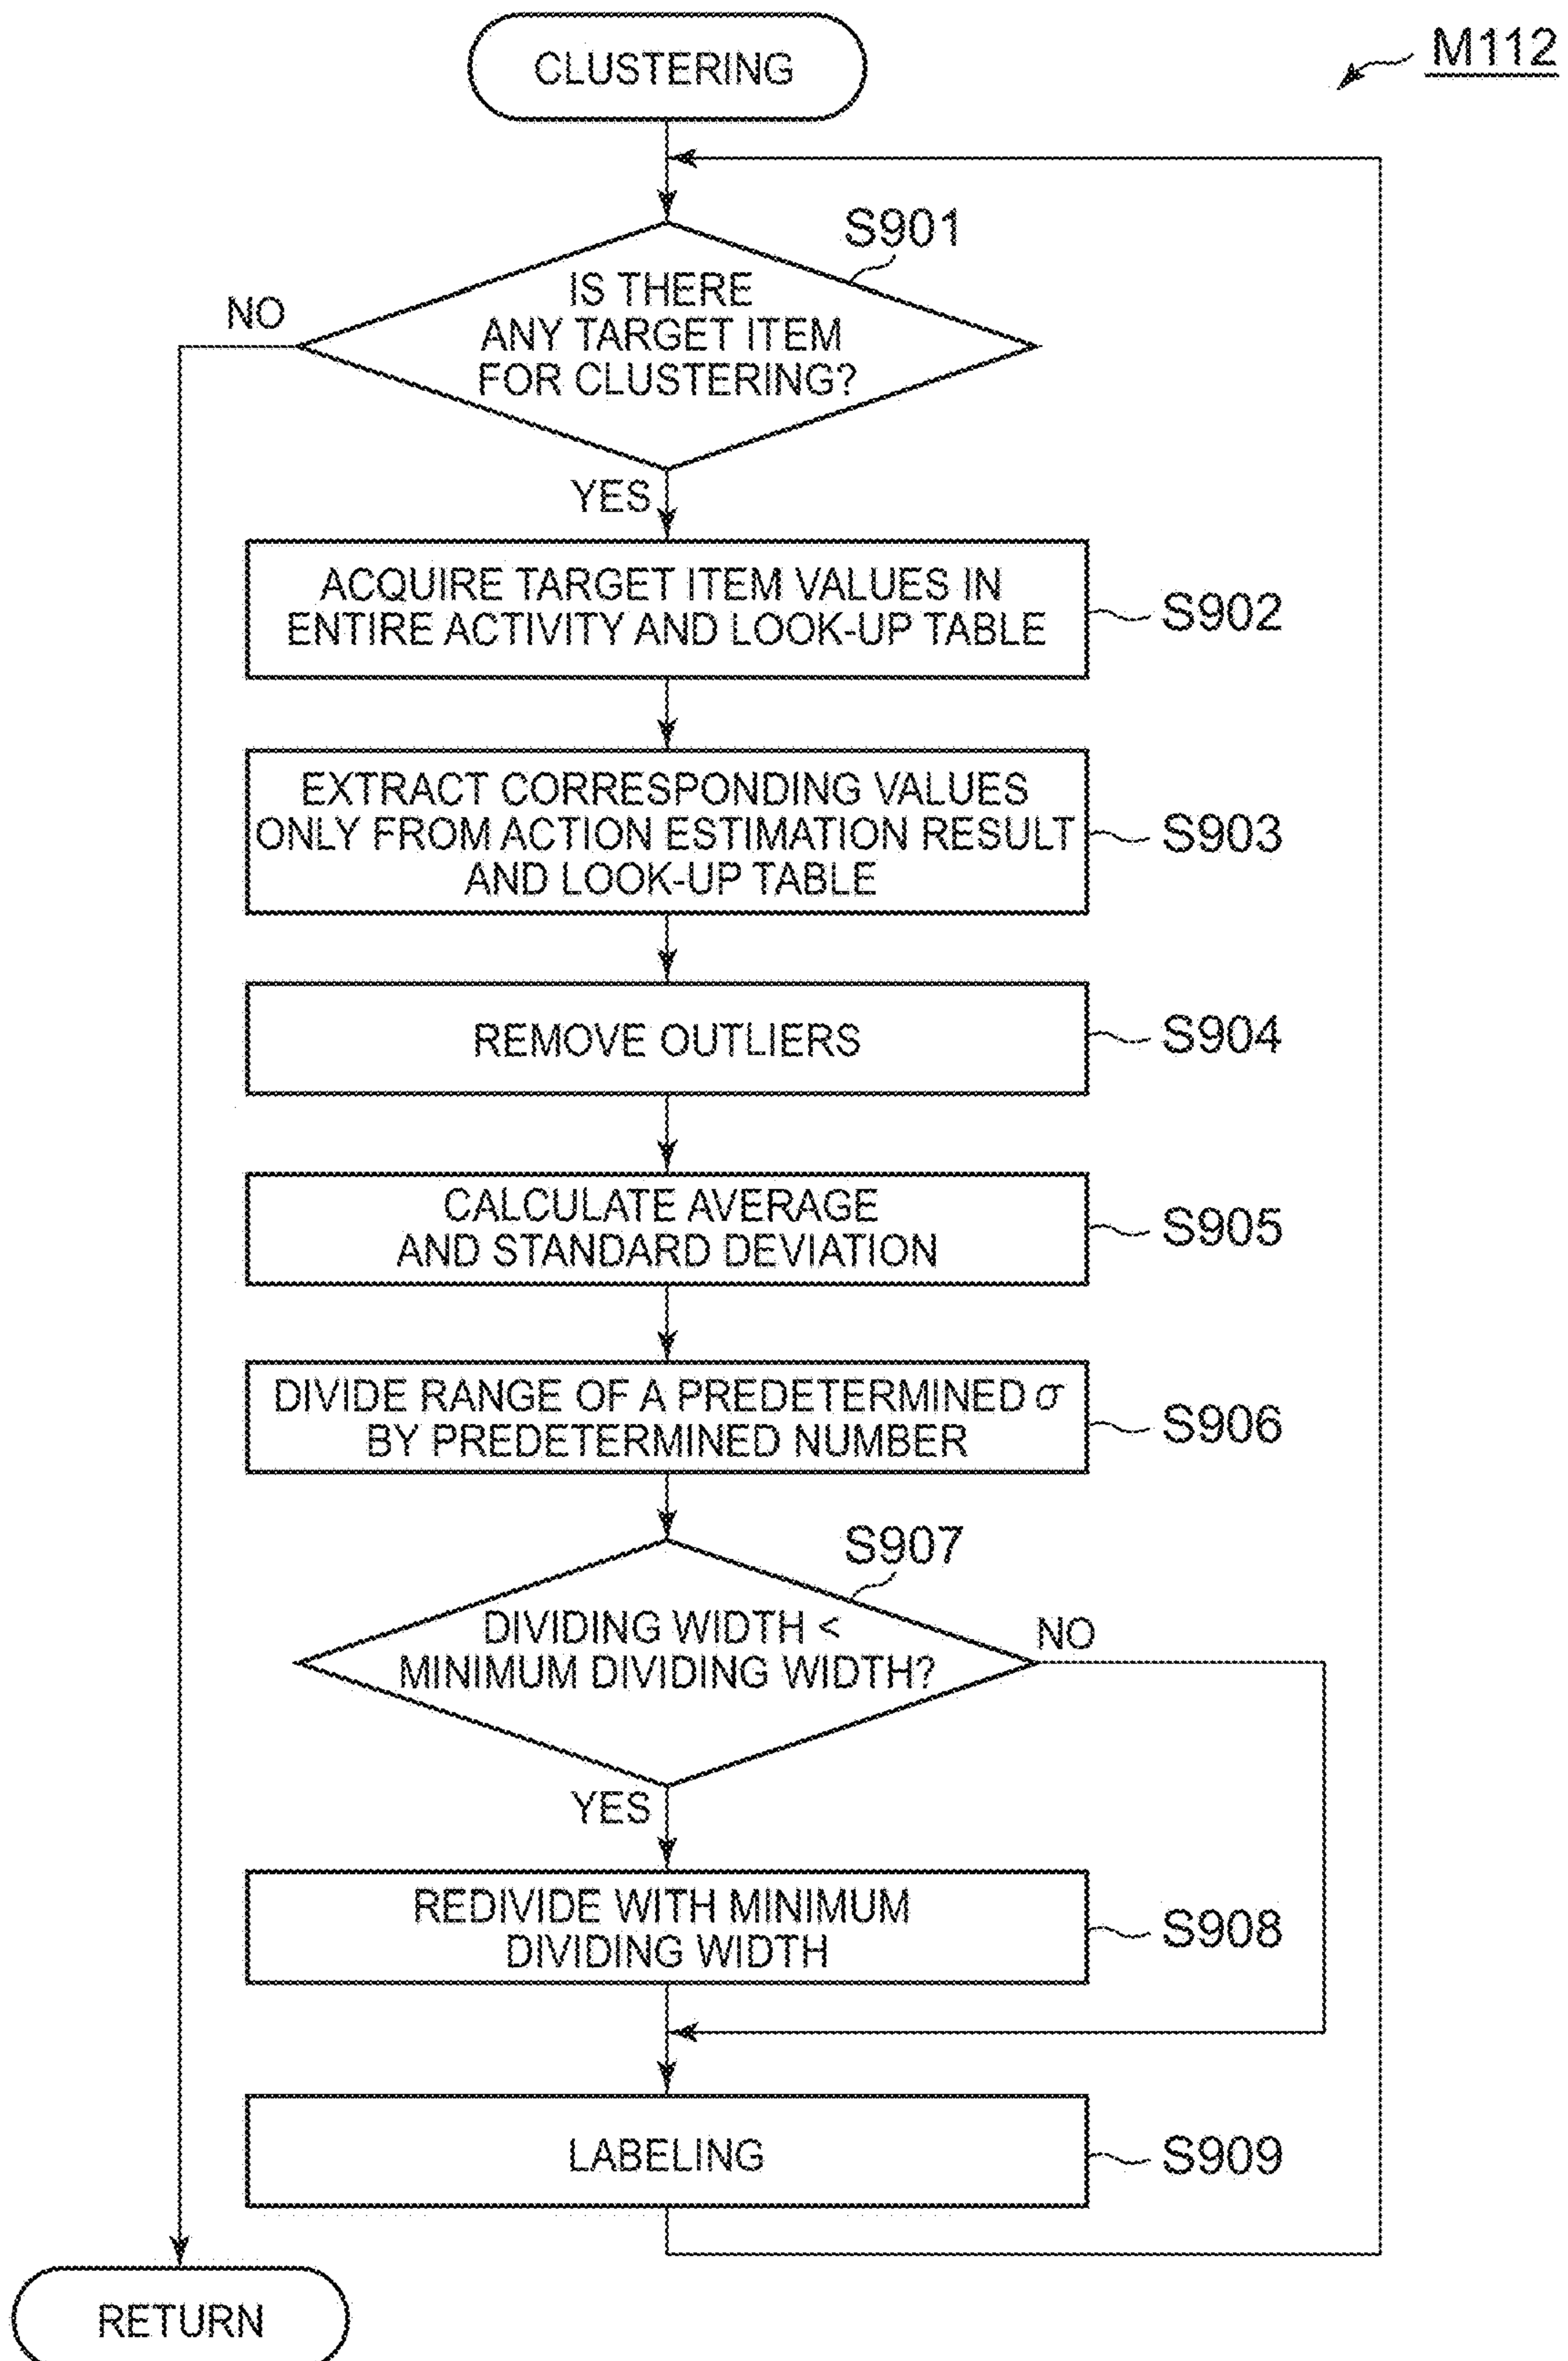 CLUSTERING
M112
S901
IS THERE
ANY TARGET ITEM
FOR CLUSTERING?
NO
YES
ACQUIRE TARGET ITEM VALUES IN
ENTIRE ACTIVITY AND LOOK-UP TABLE
S902
EXTRACT CORRESPONDING VALUES
ONLY FROM ACTION ESTIMATION RESULT
AND LOOK-UP TABLE
S903
REMOVE OUTLIERS
S904
CALCULATE AVERAGE
AND STANDARD DEVIATION
S905
DIVIDE RANGE OF A PREDETERMINED σ
BY PREDETERMINED NUMBER
S906
S907
DIVIDING WIDTH <
MINIMUM DIVIDING WIDTH?
NO
YES
REDIVIDE WITH MINIMUM
DIVIDING WIDTH
S908
LABELING
S909
RETURN